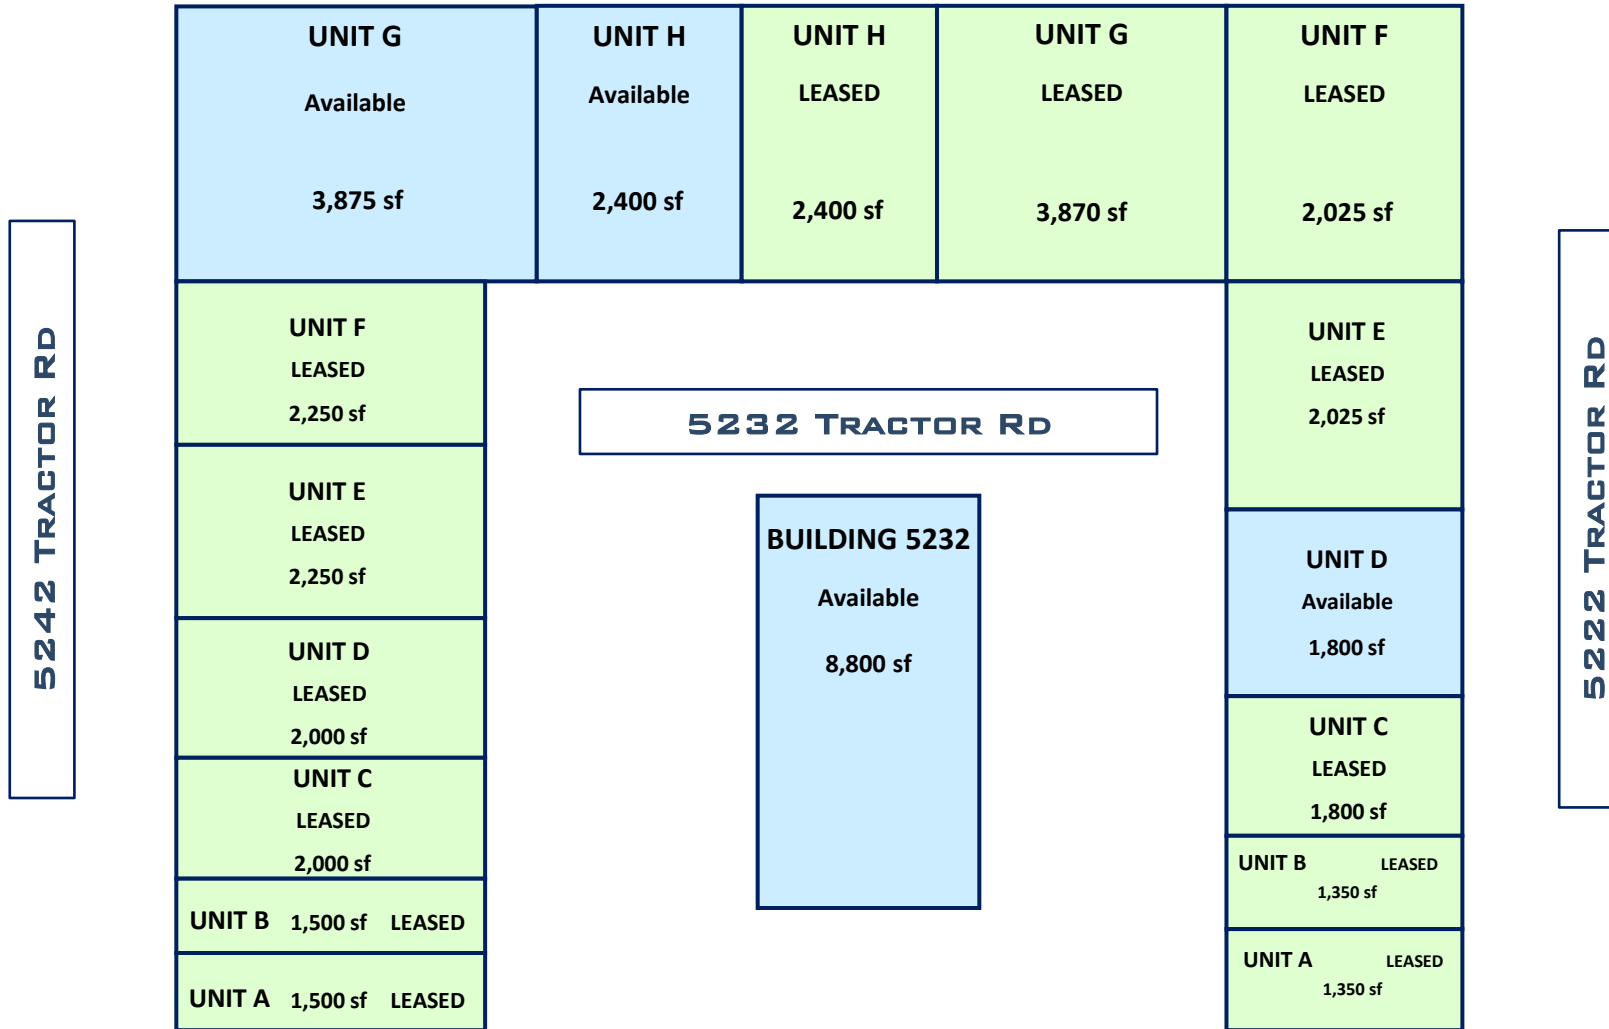 UNIT G
Available
3,875 sf
UNIT H
Available
2,400 sf
UNIT H
LEASED
2,400 sf
UNIT G
LEASED
3,870 sf
UNIT F
LEASED
2,025 sf
5242 TRACTOR RD
UNIT F
LEASED
2,250 sf
UNIT E
LEASED
2,250 sf
UNIT D
LEASED
2,000 sf
UNIT C
LEASED
2,000 sf
UNIT B 1,500 sf LEASED
UNIT A 1,500 sf LEASED
5232 TRACTOR RD
BUILDING 5232
Available
8,800 sf
UNIT E
LEASED
2,025 sf
UNIT D
Available
1,800 sf
UNIT C
LEASED
1,800 sf
UNIT B LEASED
1,350 sf
UNIT A LEASED
1,350 sf
5222 TRACTOR RD